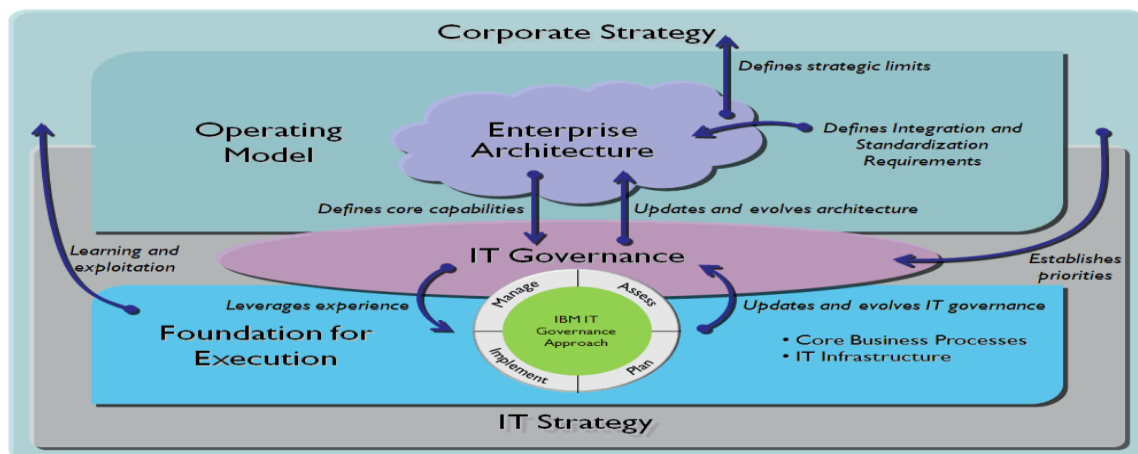 Corporate Strategy
Defines strategic limits
Operating
Model
Enterprise
Architecture
Defines Integration and
Standardization
Requirements
Defines core capabilities
Updates and evolves architecture
Learning and
exploitation
IT Governance
Establishes
priorities
Leverages experience
Manage
Assess
Updates and evolves IT governance
Foundation for
Execution
IBM IT
Governance
Approach
• Core Business Processes
• IT Infrastructure
Implement
Plan
IT Strategy